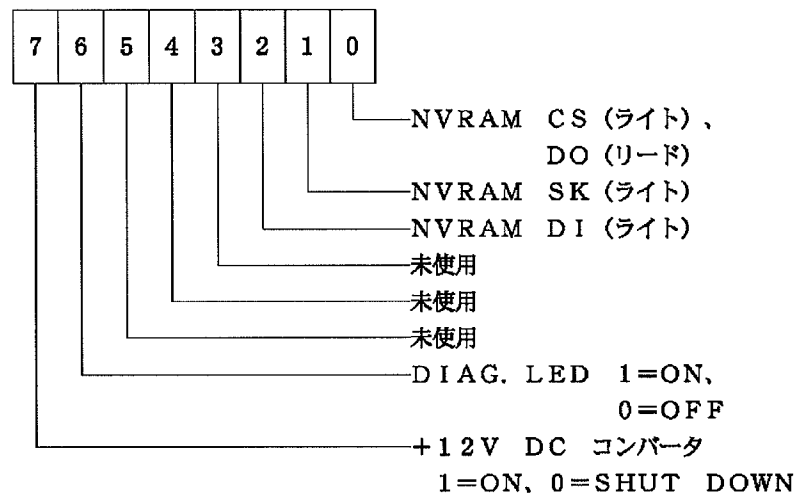 7 6 5 4 3 2 1 0
NVRAM CS (ライト)、
DO (リード)
NVRAM SK (ライト)
NVRAM DI (ライト)
未使用
未使用
未使用
DIAG. LED 1=ON、
0=OFF
+12V DC コンバータ
1=ON、0=SHUT DOWN